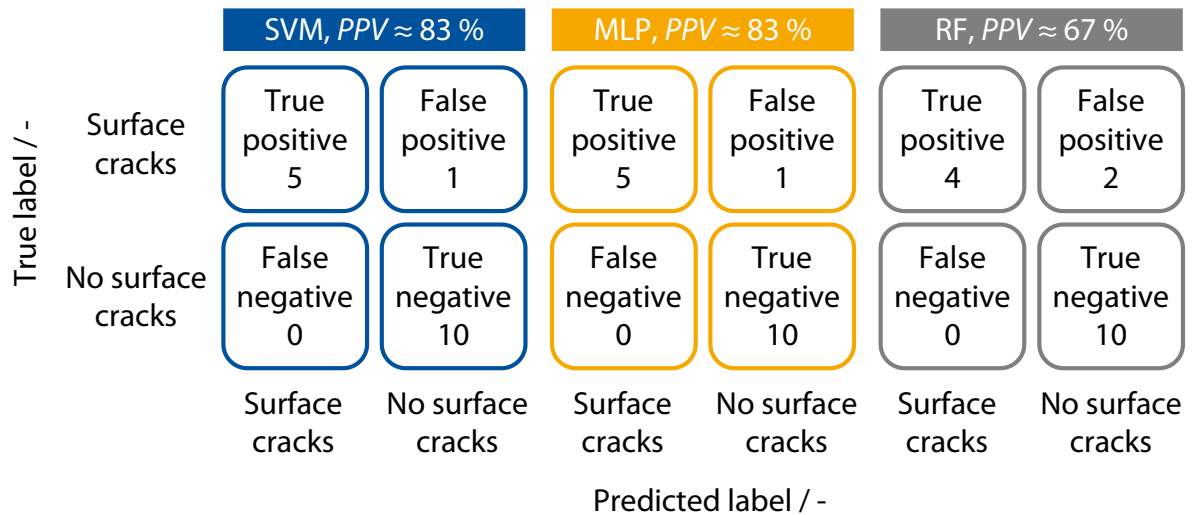 SVM, PPV ≈ 83 %
MLP, PPV ≈ 83 %
RF, PPV ≈ 67 %
True label / -
Surface
cracks
True
positive
5
False
positive
1
True
positive
5
False
positive
1
True
positive
4
False
positive
2
No surface
cracks
False
negative
0
True
negative
10
False
negative
0
True
negative
10
False
negative
0
True
negative
10
Surface
cracks
No surface
cracks
Surface
cracks
No surface
cracks
Surface
cracks
No surface
cracks
Predicted label / -